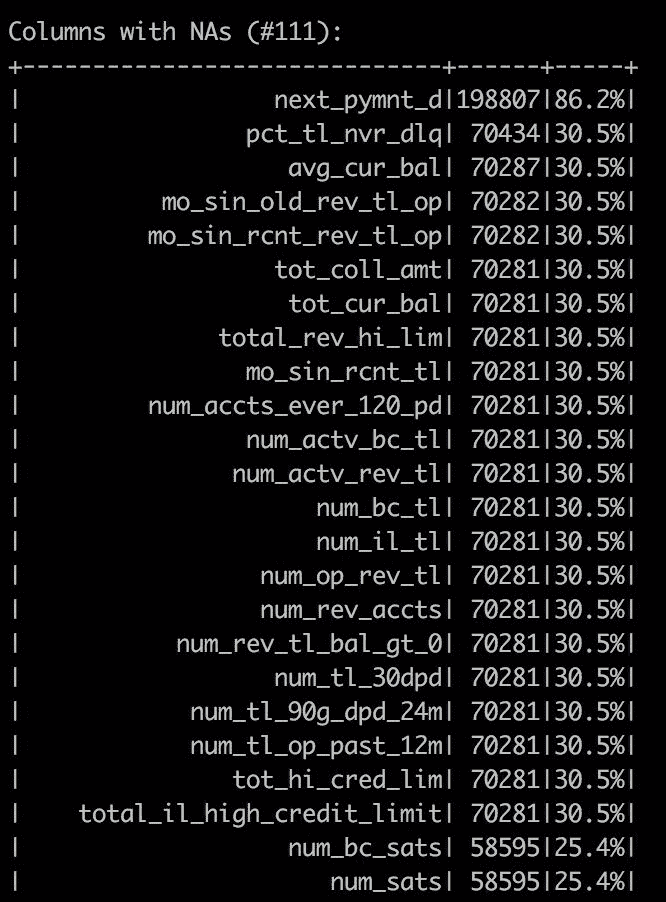 Columns with NAs (#111):
+------------------------------+------+-----+
|                   next_pymnt_d|198807|86.2%|
|                 pct_tl_nvr_dlq| 70434|30.5%|
|                    avg_cur_bal| 70287|30.5%|
|           mo_sin_old_rev_tl_op| 70282|30.5%|
|          mo_sin_rcnt_rev_tl_op| 70282|30.5%|
|                   tot_coll_amt| 70281|30.5%|
|                    tot_cur_bal| 70281|30.5%|
|               total_rev_hi_lim| 70281|30.5%|
|                 mo_sin_rcnt_tl| 70281|30.5%|
|          num_accts_ever_120_pd| 70281|30.5%|
|                 num_actv_bc_tl| 70281|30.5%|
|                num_actv_rev_tl| 70281|30.5%|
|                      num_bc_tl| 70281|30.5%|
|                      num_il_tl| 70281|30.5%|
|                  num_op_rev_tl| 70281|30.5%|
|                  num_rev_accts| 70281|30.5%|
|            num_rev_tl_bal_gt_0| 70281|30.5%|
|                   num_tl_30dpd| 70281|30.5%|
|             num_tl_90g_dpd_24m| 70281|30.5%|
|             num_tl_op_past_12m| 70281|30.5%|
|                tot_hi_cred_lim| 70281|30.5%|
|     total_il_high_credit_limit| 70281|30.5%|
|                    num_bc_sats| 58595|25.4%|
|                       num_sats| 58595|25.4%|